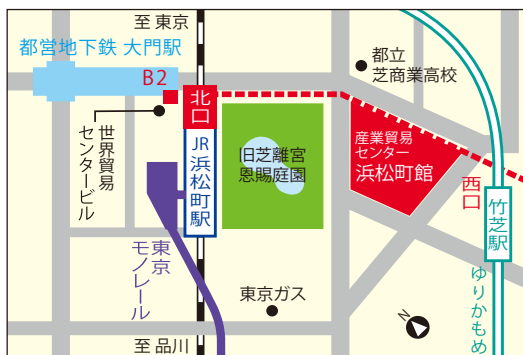 至 東京
都営地下鉄 大門駅
B2
北口
都立
芝商業高校
世界貿易
センタービル
JR
浜松町駅
旧芝離宮
恩賜庭園
産業貿易
センター
浜松町館
西口
竹芝駅
東京
モノレール
東京ガス
ゆりかもめ
N
至 品川